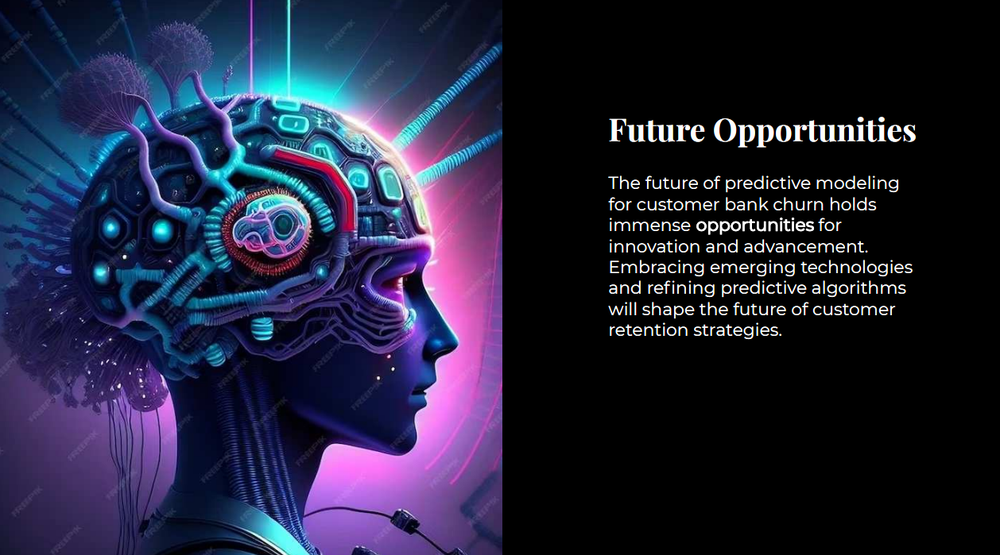 Future Opportunities
The future of predictive modeling
for customer bank churn holds
immense opportunities for
innovation and advancement.
Embracing emerging technologies
and refining predictive algorithms
will shape the future of customer
retention strategies.
FREEPIK